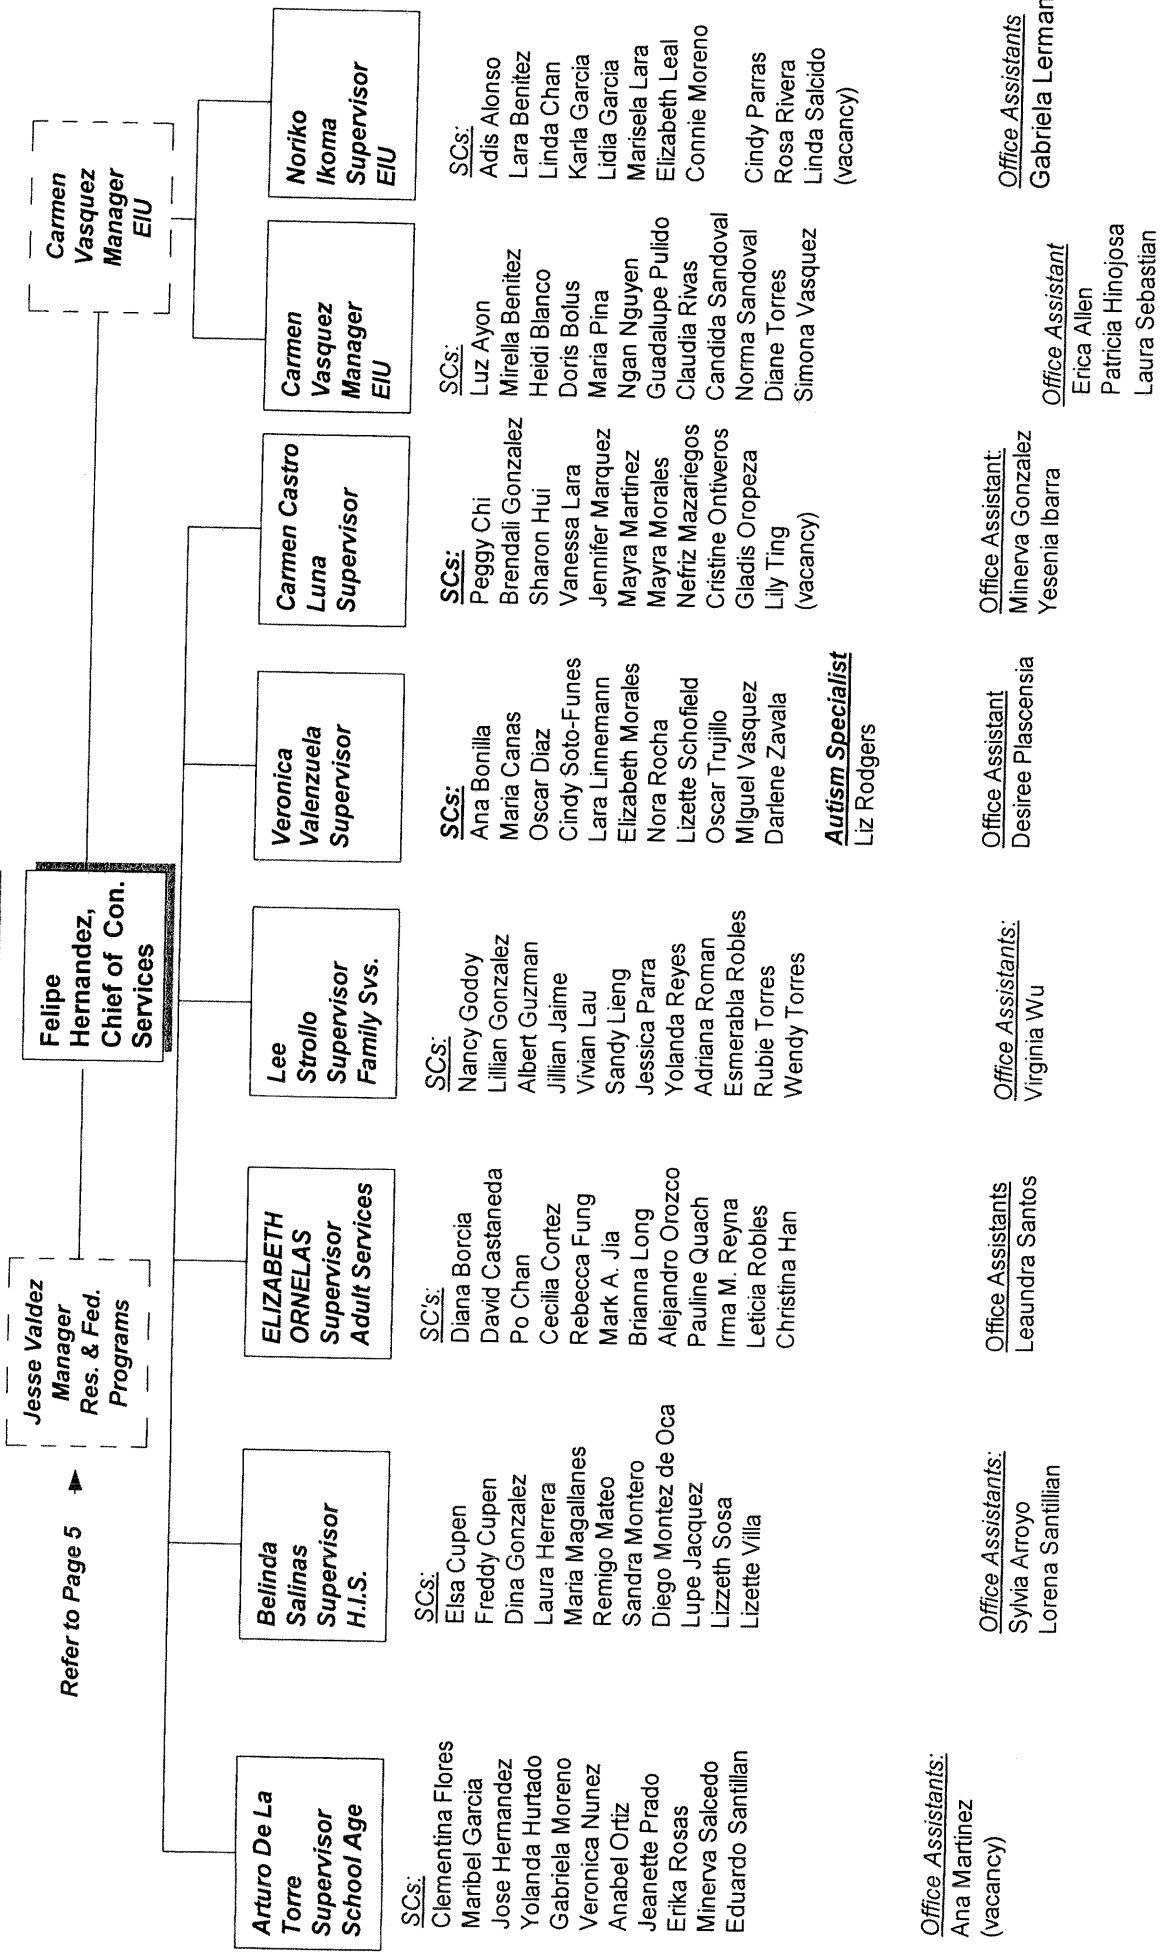 Refer to Page 5
Jesse Valdez
Manager
Res. & Fed.
Programs
Felipe
Hernandez,
Chief of Con.
Services
Carmen
Vasquez
Manager
EIU
Arturo De La
Torre
Supervisor
School Age
SCs:
Clementina Flores
Maribel Garcia
Jose Hernandez
Yolanda Hurtado
Gabriela Moreno
Veronica Nunez
Anabel Ortiz
Jeanette Prado
Erika Rosas
Minerva Salcedo
Eduardo Santillan
Office Assistants:
Ana Martinez
(vacancy)
Belinda
Salinas
Supervisor
H.I.S.
SCs:
Elsa Cupen
Freddy Cupen
Dina Gonzalez
Laura Herrera
Maria Magallanes
Remigo Mateo
Sandra Montero
Diego Montez de Oca
Lupe Jacquez
Lizzeth Sosa
Lizette Villa
Office Assistants:
Sylvia Arroyo
Lorena Santillian
ELIZABETH
ORNELAS
Supervisor
Adult Services
SC's:
Diana Borcia
David Castaneda
Po Chan
Cecilia Cortez
Rebecca Fung
Mark A. Jia
Brianna Long
Alejandro Orozco
Pauline Quach
Irma M. Reyna
Leticia Robles
Christina Han
Office Assistants
Leaundra Santos
Lee
Strollo
Supervisor
Family Svs.
SCs:
Nancy Godoy
Lillian Gonzalez
Albert Guzman
Jillian Jaime
Vivian Lau
Sandy Lieng
Jessica Parra
Yolanda Reyes
Adriana Roman
Esmerabla Robles
Rubie Torres
Wendy Torres
Office Assistants:
Virginia Wu
Veronica
Valenzuela
Supervisor
SCs:
Ana Bonilla
Maria Canas
Oscar Diaz
Cindy Soto-Funes
Lara Linnemann
Elizabeth Morales
Nora Rocha
Lizette Schofield
Oscar Trujillo
MIguel Vasquez
Darlene Zavala
Autism Specialist
Liz Rodgers
Office Assistant
Desiree Plascensia
Carmen Castro
Luna
Supervisor
SCs:
Peggy Chi
Brendali Gonzalez
Sharon Hui
Vanessa Lara
Jennifer Marquez
Mayra Martinez
Mayra Morales
Nefriz Mazariegos
Cristine Ontiveros
Gladis Oropeza
Lily Ting
(vacancy)
Office Assistant:
Minerva Gonzalez
Yesenia Ibarra
Carmen
Vasquez
Manager
EIU
SCs:
Luz Ayon
Mirella Benitez
Heidi Blanco
Doris Bolus
Maria Pina
Ngan Nguyen
Guadalupe Pulido
Claudia Rivas
Candida Sandoval
Norma Sandoval
Diane Torres
Simona Vasquez
Office Assistant
Erica Allen
Patricia Hinojosa
Laura Sebastian
Noriko
Ikoma
Supervisor
EIU
SCs:
Adis Alonso
Lara Benitez
Linda Chan
Karla Garcia
Lidia Garcia
Marisela Lara
Elizabeth Leal
Connie Moreno
Cindy Parras
Rosa Rivera
Linda Salcido
(vacancy)
Office Assistants
Gabriela Lerman